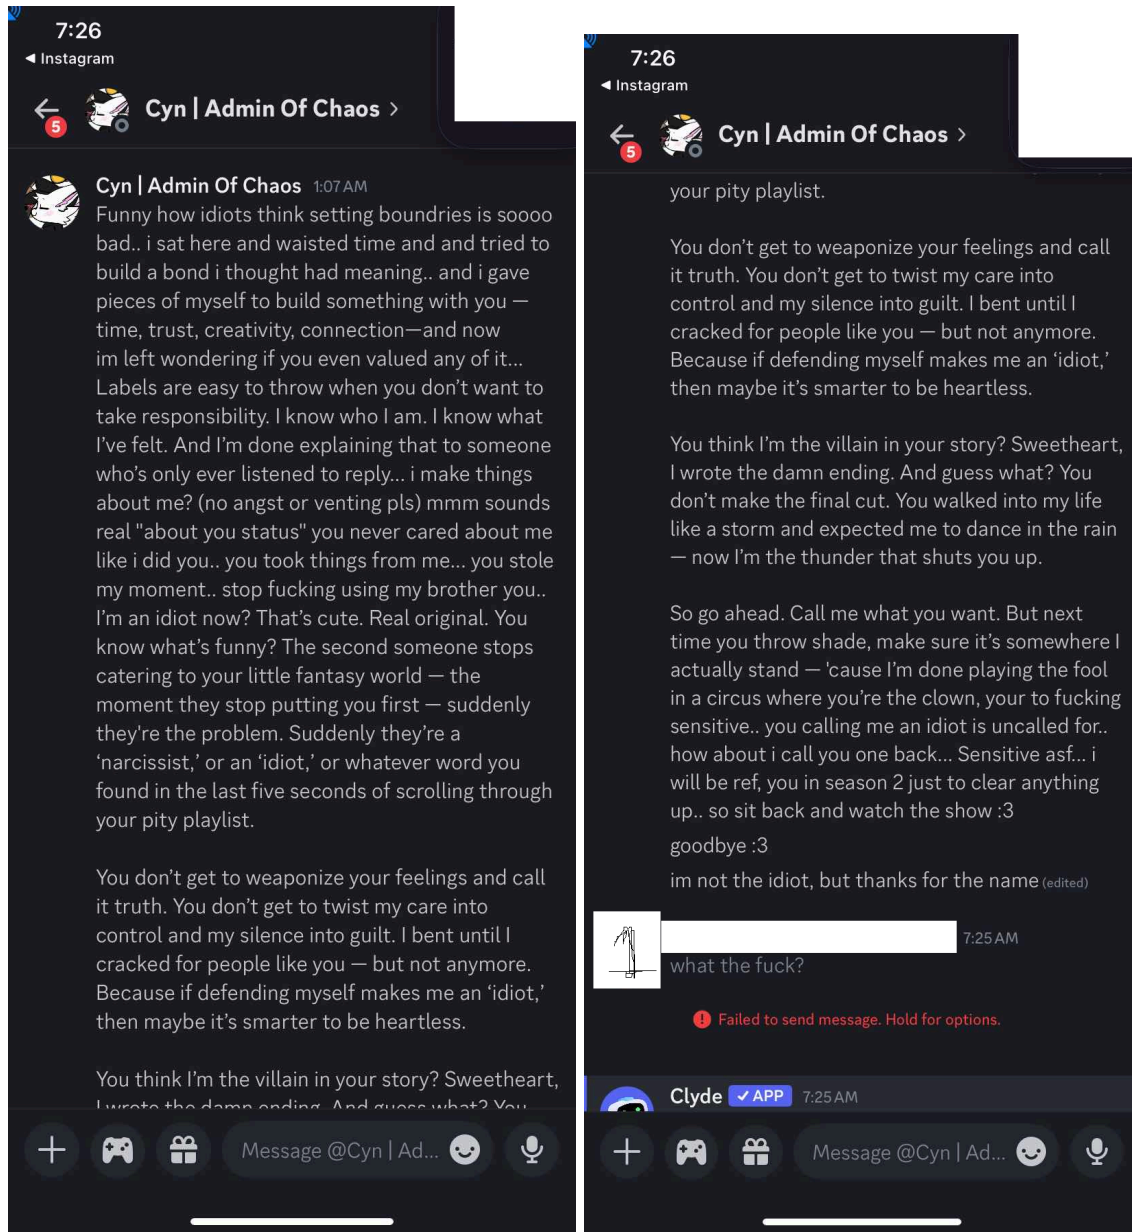 7:26
◀ Instagram
5
Cyn | Admin Of Chaos >
Cyn | Admin Of Chaos 1:07 AM
Funny how idiots think setting boundries is soooo
bad.. i sat here and waisted time and and tried to
build a bond i thought had meaning.. and i gave
pieces of myself to build something with you —
time, trust, creativity, connection—and now
im left wondering if you even valued any of it...
Labels are easy to throw when you don’t want to
take responsibility. I know who I am. I know what
I’ve felt. And I’m done explaining that to someone
who’s only ever listened to reply... i make things
about me? (no angst or venting pls) mmm sounds
real "about you status" you never cared about me
like i did you.. you took things from me... you stole
my moment.. stop fucking using my brother you..
I’m an idiot now? That’s cute. Real original. You
know what’s funny? The second someone stops
catering to your little fantasy world — the
moment they stop putting you first — suddenly
they're the problem. Suddenly they’re a
‘narcissist,’ or an ‘idiot,’ or whatever word you
found in the last five seconds of scrolling through
your pity playlist.
You don’t get to weaponize your feelings and call
it truth. You don’t get to twist my care into
control and my silence into guilt. I bent until I
cracked for people like you — but not anymore.
Because if defending myself makes me an ‘idiot,’
then maybe it’s smarter to be heartless.
You think I’m the villain in your story? Sweetheart,
I wrote the damn ending. And guess what? You
Message @Cyn | Ad...
7:26
◀ Instagram
5
Cyn | Admin Of Chaos >
your pity playlist.
You don’t get to weaponize your feelings and call
it truth. You don’t get to twist my care into
control and my silence into guilt. I bent until I
cracked for people like you — but not anymore.
Because if defending myself makes me an ‘idiot,’
then maybe it’s smarter to be heartless.
You think I’m the villain in your story? Sweetheart,
I wrote the damn ending. And guess what? You
don’t make the final cut. You walked into my life
like a storm and expected me to dance in the rain
— now I’m the thunder that shuts you up.
So go ahead. Call me what you want. But next
time you throw shade, make sure it’s somewhere I
actually stand — 'cause I’m done playing the fool
in a circus where you’re the clown, your to fucking
sensitive.. you calling me an idiot is uncalled for..
how about i call you one back... Sensitive asf... i
will be ref, you in season 2 just to clear anything
up.. so sit back and watch the show :3
goodbye :3
im not the idiot, but thanks for the name (edited)
7:25 AM
what the fuck?
Failed to send message. Hold for options.
Clyde ✓ APP 7:25 AM
Message @Cyn | Ad...